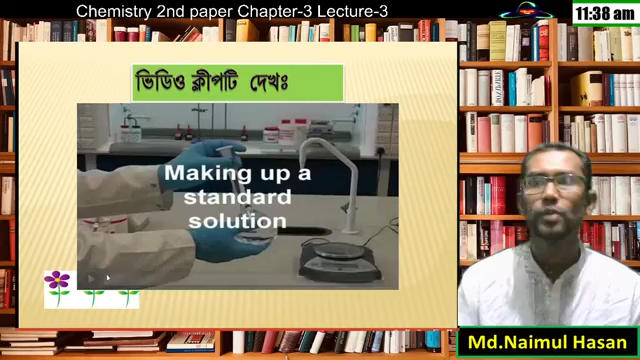 Chemistry 2nd paper Chapter-3 Lecture-3
11:38 am
ভিডিও ক্লীপটি দেখঃ
Making up a
standard
solution
Md.Naimul Hasan